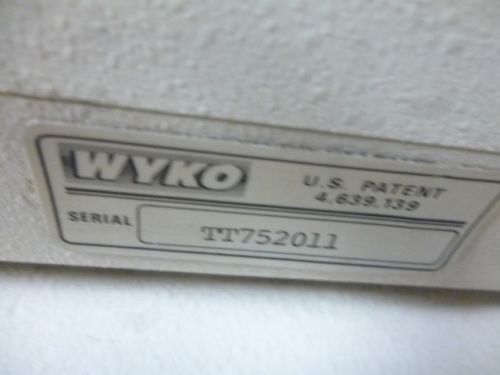 WYKO
U.S. PATENT
4,639,139
SERIAL TT752011